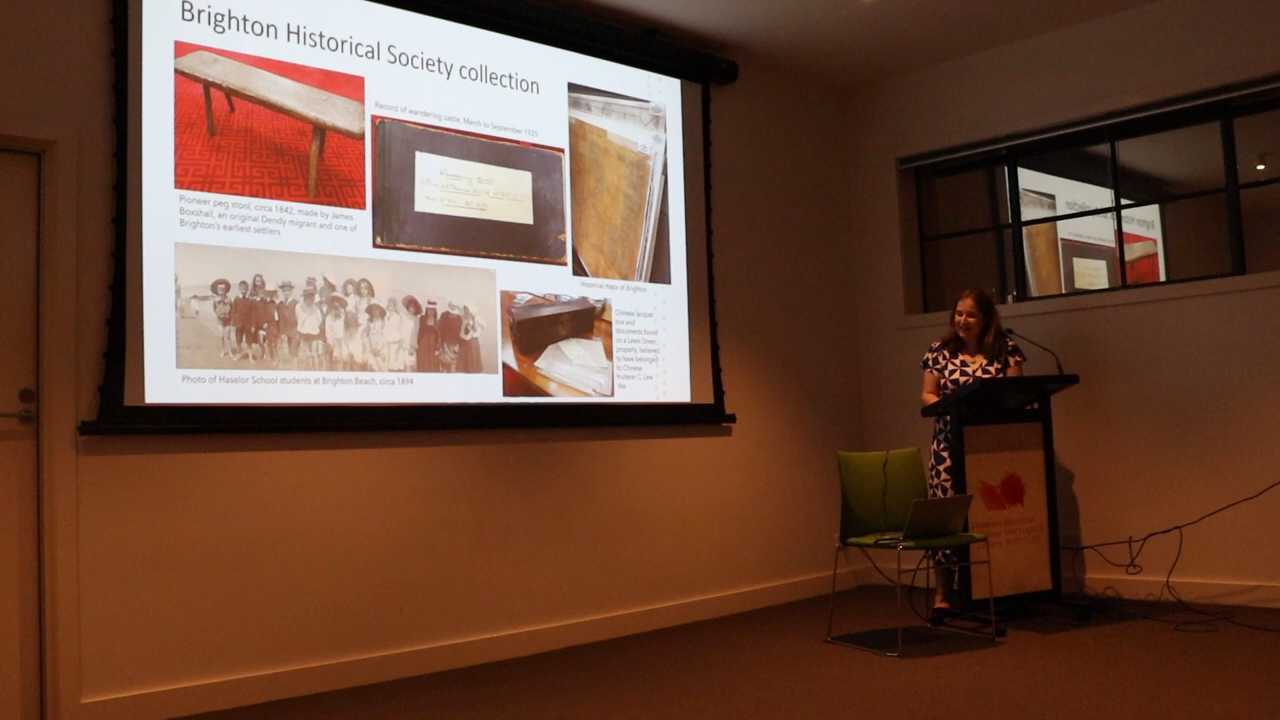 Brighton Historical Society collection
Record of wandering cattle, March to September 1925
Pioneer peg stool, circa 1842, made by James
Boxshall, an original Dendy migrant and one of
Brighton's earliest settlers
Historical maps of Brighton
Chinese lacquer
box and
documents found
on a Lewis Street
property, believed
to have belonged
to Chinese
fruiterer C. Lew
Yee
Photo of Haselor School students at Brighton Beach, circa 1894